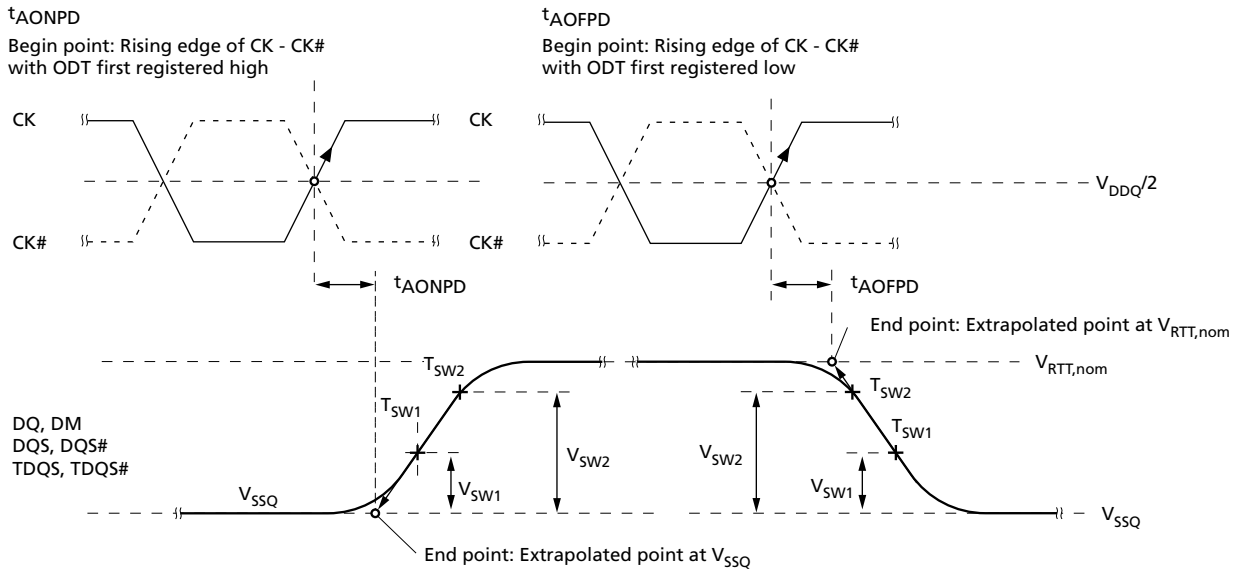 tAONPD
Begin point: Rising edge of CK - CK#
with ODT first registered high
tAOFPD
Begin point: Rising edge of CK - CK#
with ODT first registered low
CK
CK
VDDQ/2
CK#
CK#
tAONPD
tAOFPD
End point: Extrapolated point at VRTT,nom
TSW2
VRTT,nom
TSW2
TSW1
TSW1
DQ, DM
DQS, DQS#
TDQS, TDQS#
VSW2
VSW2
VSW1
VSW1
VSSQ
VSSQ
End point: Extrapolated point at VSSQ